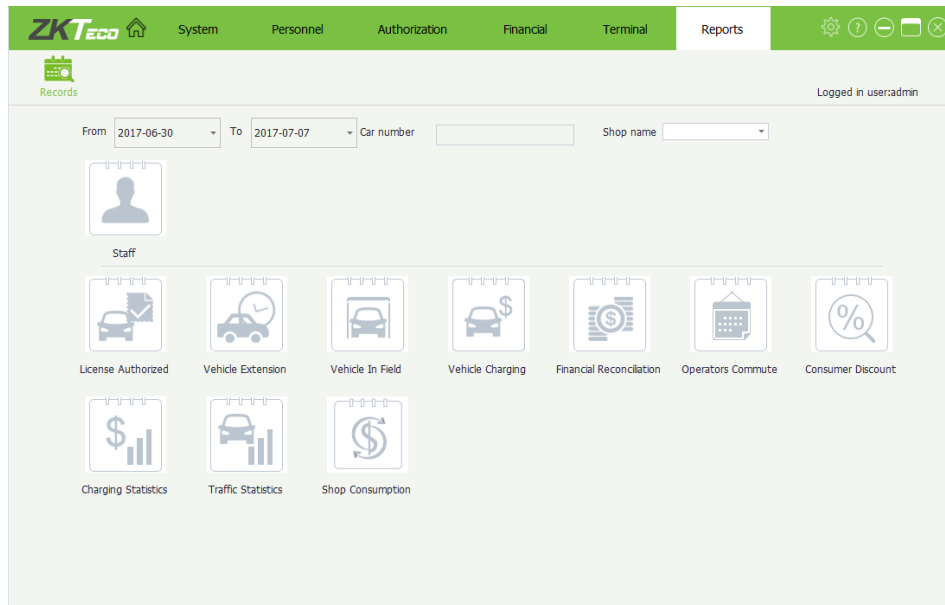 ZKTeco System Personnel Authorization Financial Terminal Reports ?
Records
Logged in user:admin
From 2017-06-30 To 2017-07-07 Car number Shop name
Staff
$ $ %
License Authorized Vehicle Extension Vehicle In Field Vehicle Charging Financial Reconciliation Operators Commute Consumer Discount
$ $
Charging Statistics Traffic Statistics Shop Consumption